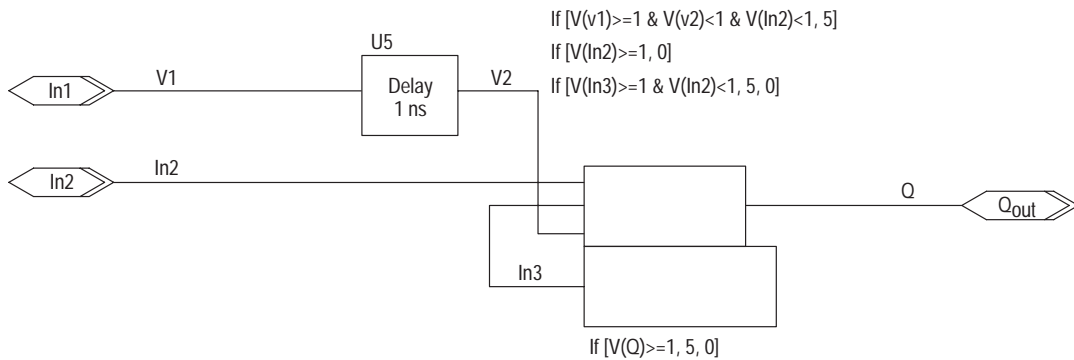 If [V(v1)>=1 & V(v2)<1 & V(In2)<1, 5]
U5
If [V(In2)>=1, 0]
V1
V2
In1
Delay
1 ns
If [V(In3)>=1 & V(In2)<1, 5, 0]
In2
In2
Q
Qout
In3
If [V(Q)>=1, 5, 0]